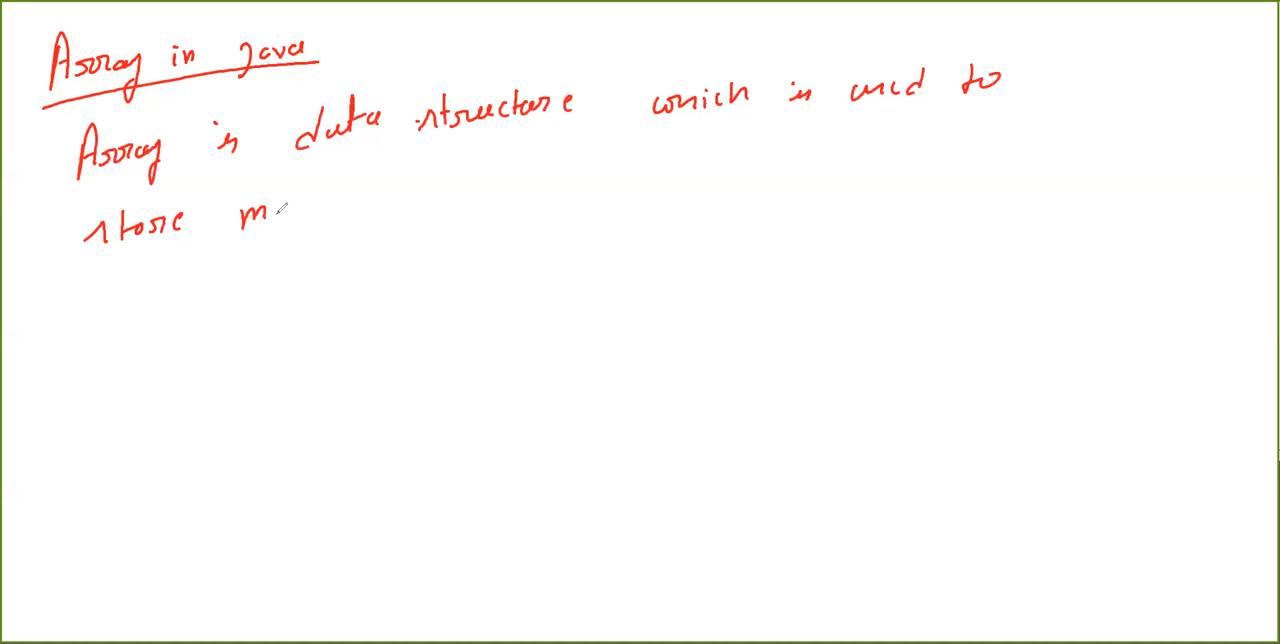 Array in Java
Array is data structure which is used to
store m